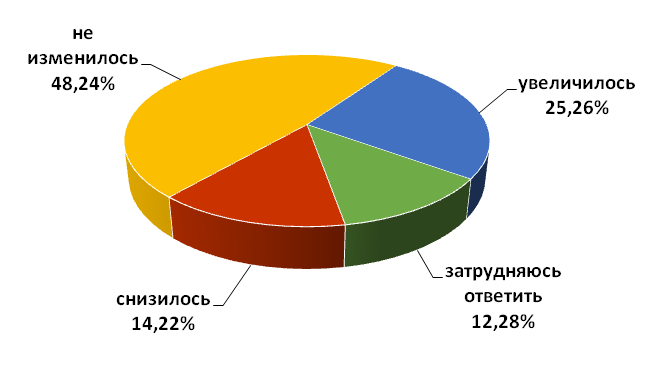 не
изменилось
48,24%
увеличилось
25,26%
затрудняюсь
ответить
12,28%
снизилось
14,22%